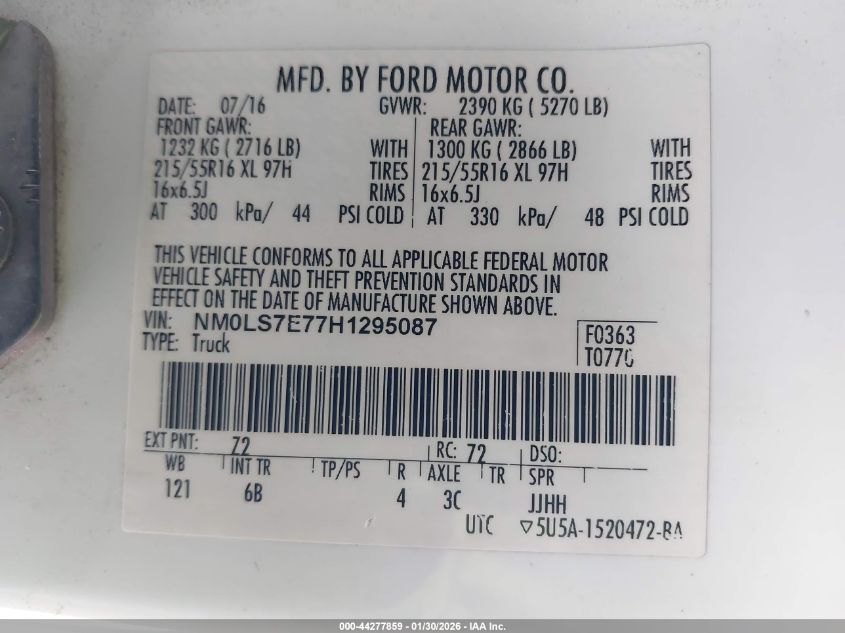 MFD. BY FORD MOTOR CO.
DATE: 07/16 GVWR: 2390 KG ( 5270 LB)
FRONT GAWR: REAR GAWR:
1232 KG ( 2716 LB) WITH 1300 KG ( 2866 LB) WITH
215/55R16 XL 97H TIRES 215/55R16 XL 97H TIRES
16x6.5J RIMS 16x6.5J RIMS
AT 300 kPa/ 44 PSI COLD AT 330 kPa/ 48 PSI COLD
THIS VEHICLE CONFORMS TO ALL APPLICABLE FEDERAL MOTOR
VEHICLE SAFETY AND THEFT PREVENTION STANDARDS IN
EFFECT ON THE DATE OF MANUFACTURE SHOWN ABOVE.
VIN: NM0LS7E77H1295087
F0363
TYPE: Truck
T0770
EXT PNT: Z2 RC: 72 DSO:
WB INT TR TP/PS R AXLE TR SPR
121 6B 4 3C JJHH
UTC ▽5U5A-1520472-BA
000-44277859 - 01/30/2026 - IAA Inc.